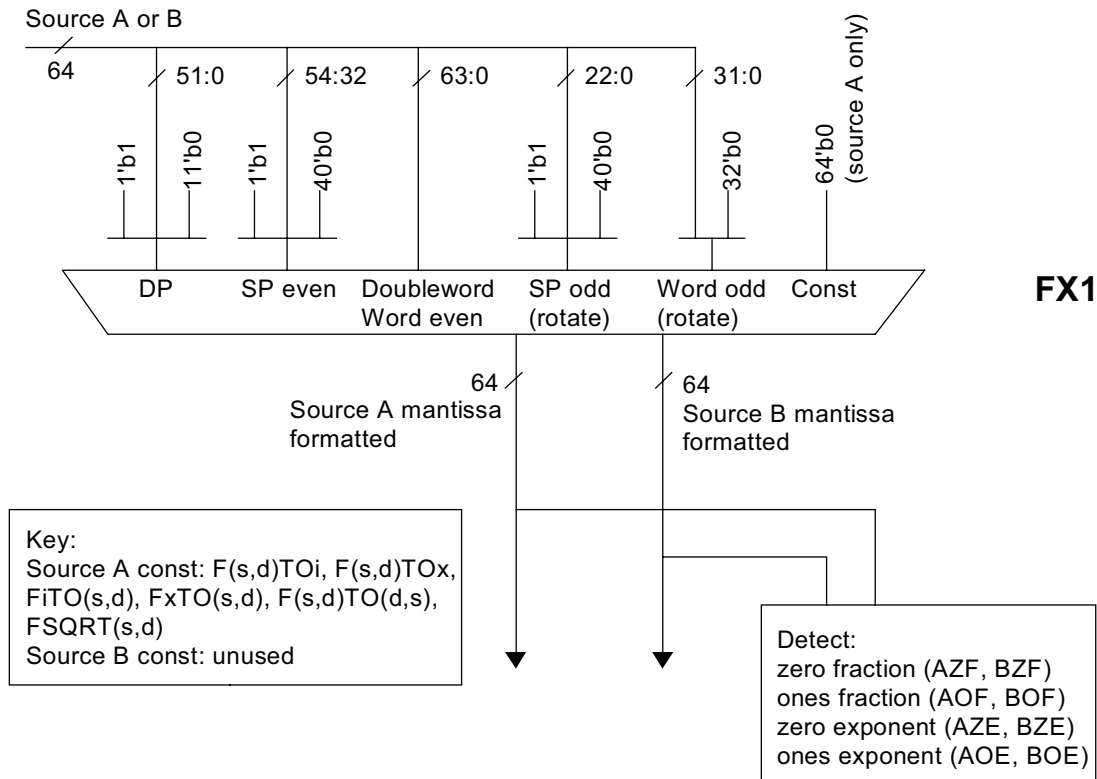 Source A or B
64
51:0
54:32
63:0
22:0
31:0
1'b1
11'b0
1'b1
40'b0
1'b1
40'b0
32'b0
64'b0
(source A only)
DP
SP even
Doubleword
Word even
SP odd
(rotate)
Word odd
(rotate)
Const
FX1
64
Source A mantissa
formatted
64
Source B mantissa
formatted
Key:
Source A const: F(s,d)TOi, F(s,d)TOx,
FiTO(s,d), FxTO(s,d), F(s,d)TO(d,s),
FSQRT(s,d)
Source B const: unused
Detect:
zero fraction (AZF, BZF)
ones fraction (AOF, BOF)
zero exponent (AZE, BZE)
ones exponent (AOE, BOE)